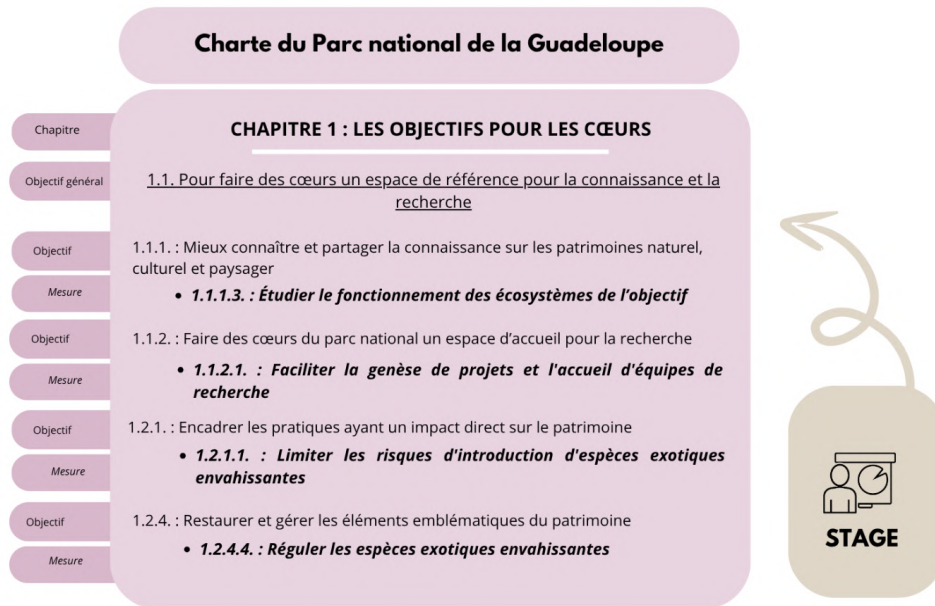 Charte du Parc national de la Guadeloupe
Chapitre
CHAPITRE 1 : LES OBJECTIFS POUR LES CŒURS
Objectif général
1.1. Pour faire des cœurs un espace de référence pour la connaissance et la
recherche
Objectif
1.1.1. : Mieux connaître et partager la connaissance sur les patrimoines naturel,
culturel et paysager
Mesure
• 1.1.1.3. : Étudier le fonctionnement des écosystèmes de l’objectif
Objectif
1.1.2. : Faire des cœurs du parc national un espace d’accueil pour la recherche
Mesure
• 1.1.2.1. : Faciliter la genèse de projets et l'accueil d'équipes de
recherche
Objectif
1.2.1. : Encadrer les pratiques ayant un impact direct sur le patrimoine
Mesure
• 1.2.1.1. : Limiter les risques d'introduction d'espèces exotiques
envahissantes
Objectif
1.2.4. : Restaurer et gérer les éléments emblématiques du patrimoine
Mesure
• 1.2.4.4. : Réguler les espèces exotiques envahissantes
STAGE